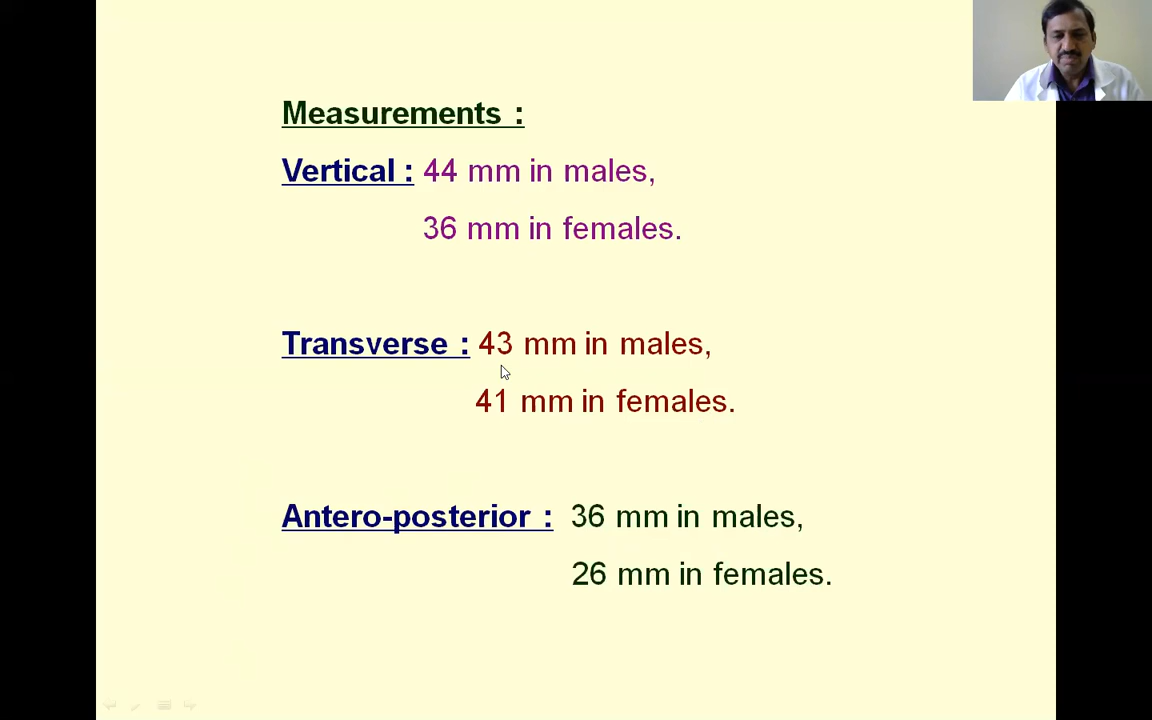 Measurements :
Vertical : 44 mm in males,
36 mm in females.
Transverse : 43 mm in males,
41 mm in females.
Antero-posterior : 36 mm in males,
26 mm in females.